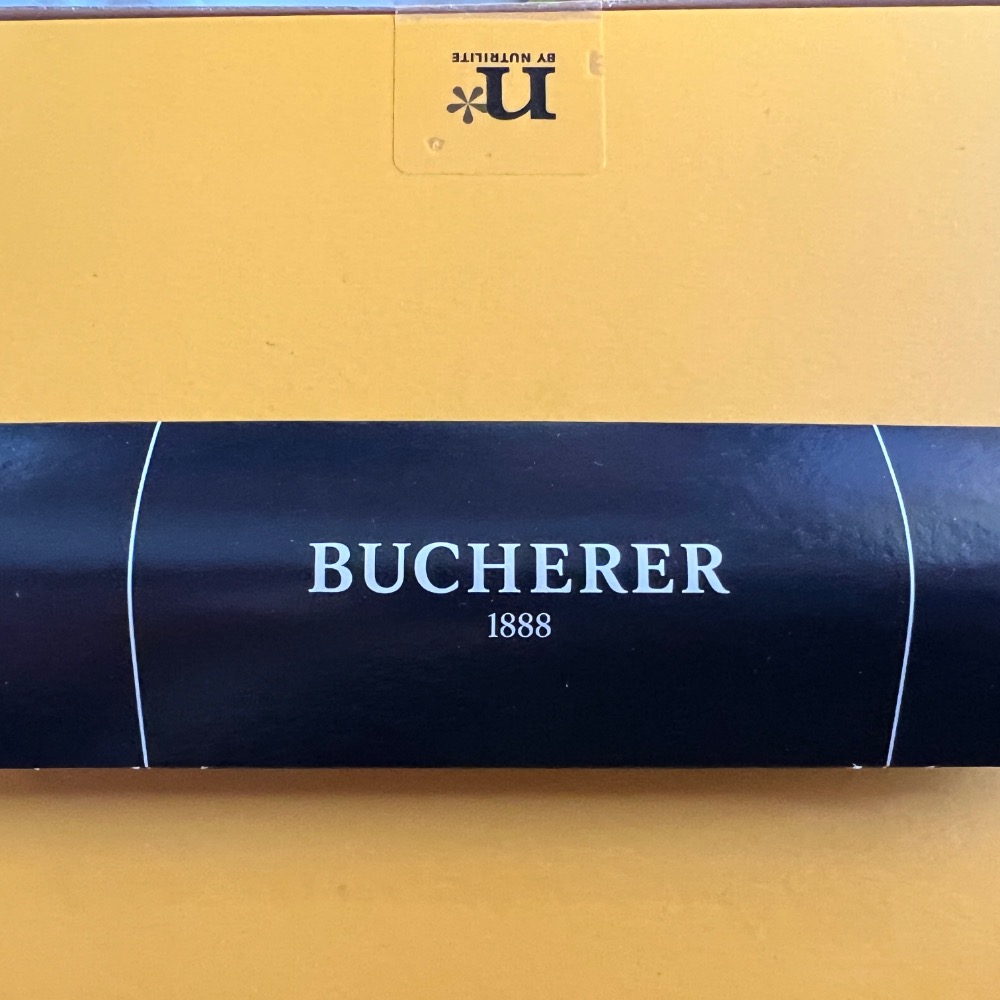 n*
BY NUTRILITE
BUCHERER
1888